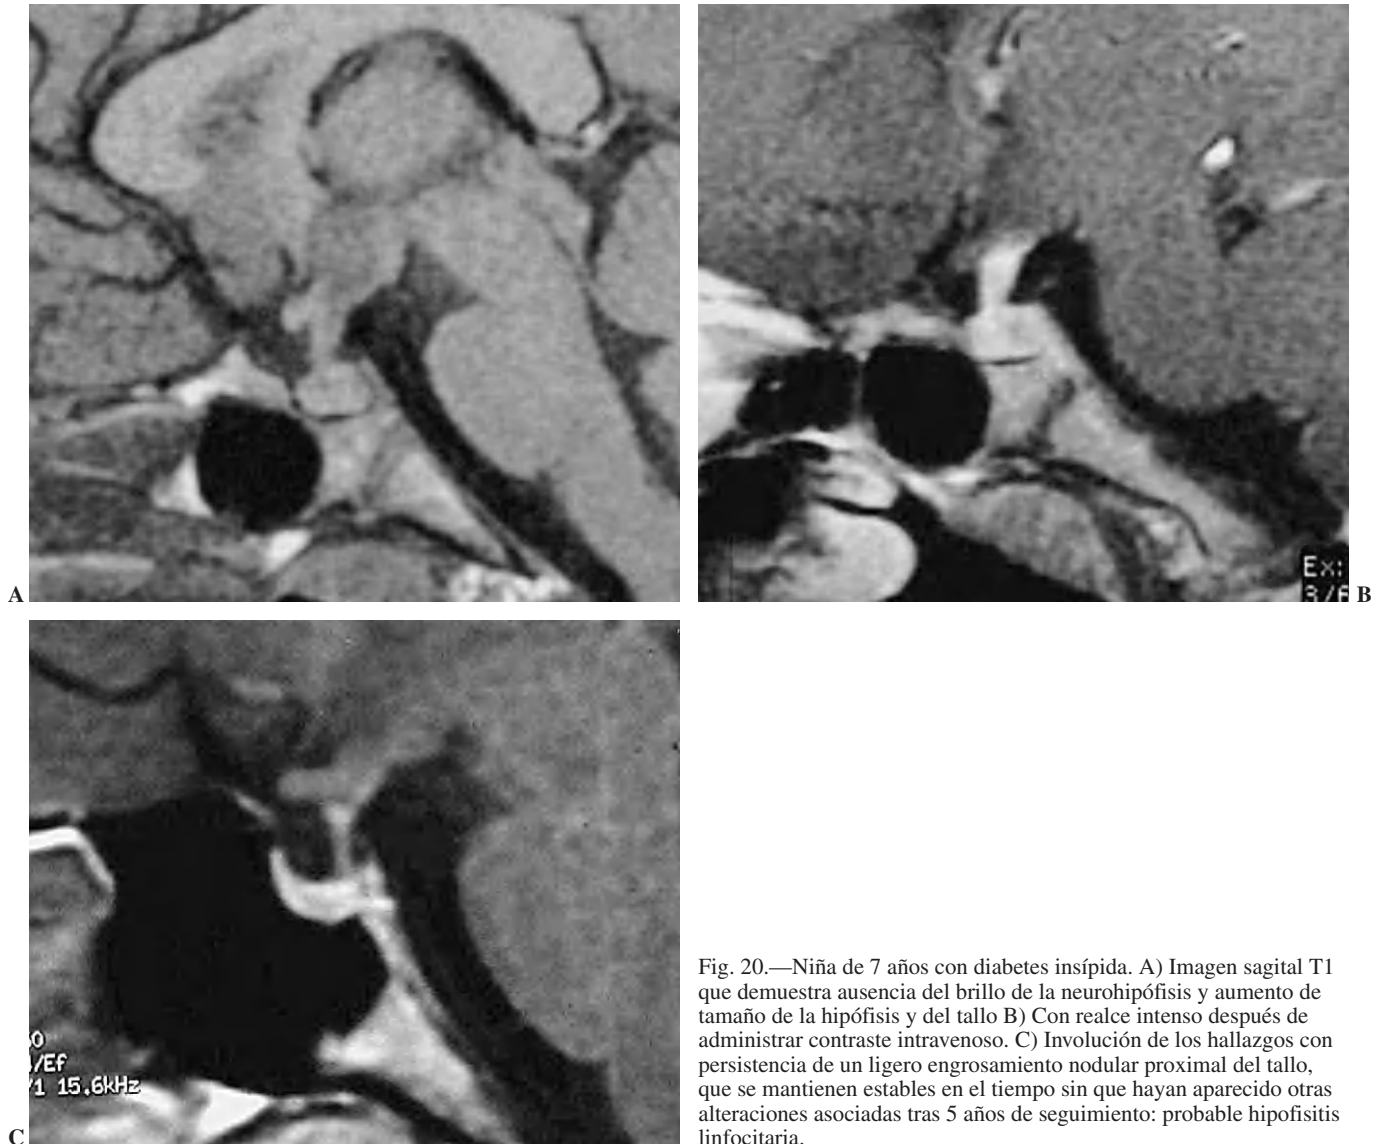 Ex:
3/6
A
B
50
/Ef
/1 15.6kHz
C
Fig. 20.—Niña de 7 años con diabetes insípida. A) Imagen sagital T1
que demuestra ausencia del brillo de la neurohipófisis y aumento de
tamaño de la hipófisis y del tallo B) Con realce intenso después de
administrar contraste intravenoso. C) Involución de los hallazgos con
persistencia de un ligero engrosamiento nodular proximal del tallo,
que se mantienen estables en el tiempo sin que hayan aparecido otras
alteraciones asociadas tras 5 años de seguimiento: probable hipofisitis
linfocitaria.